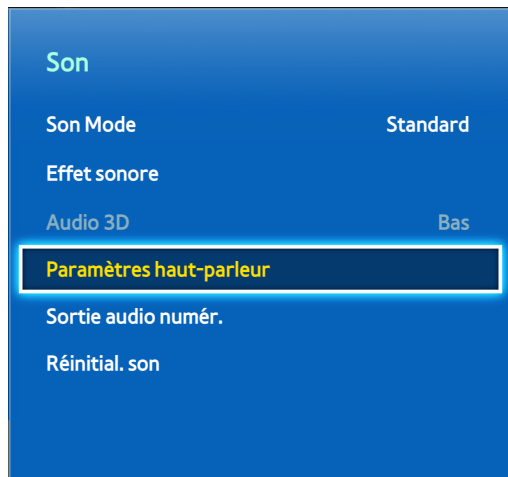 Son
Son Mode Standard
Effet sonore
Audio 3D Bas
Paramètres haut-parleur
Sortie audio numér.
Réinitial. son